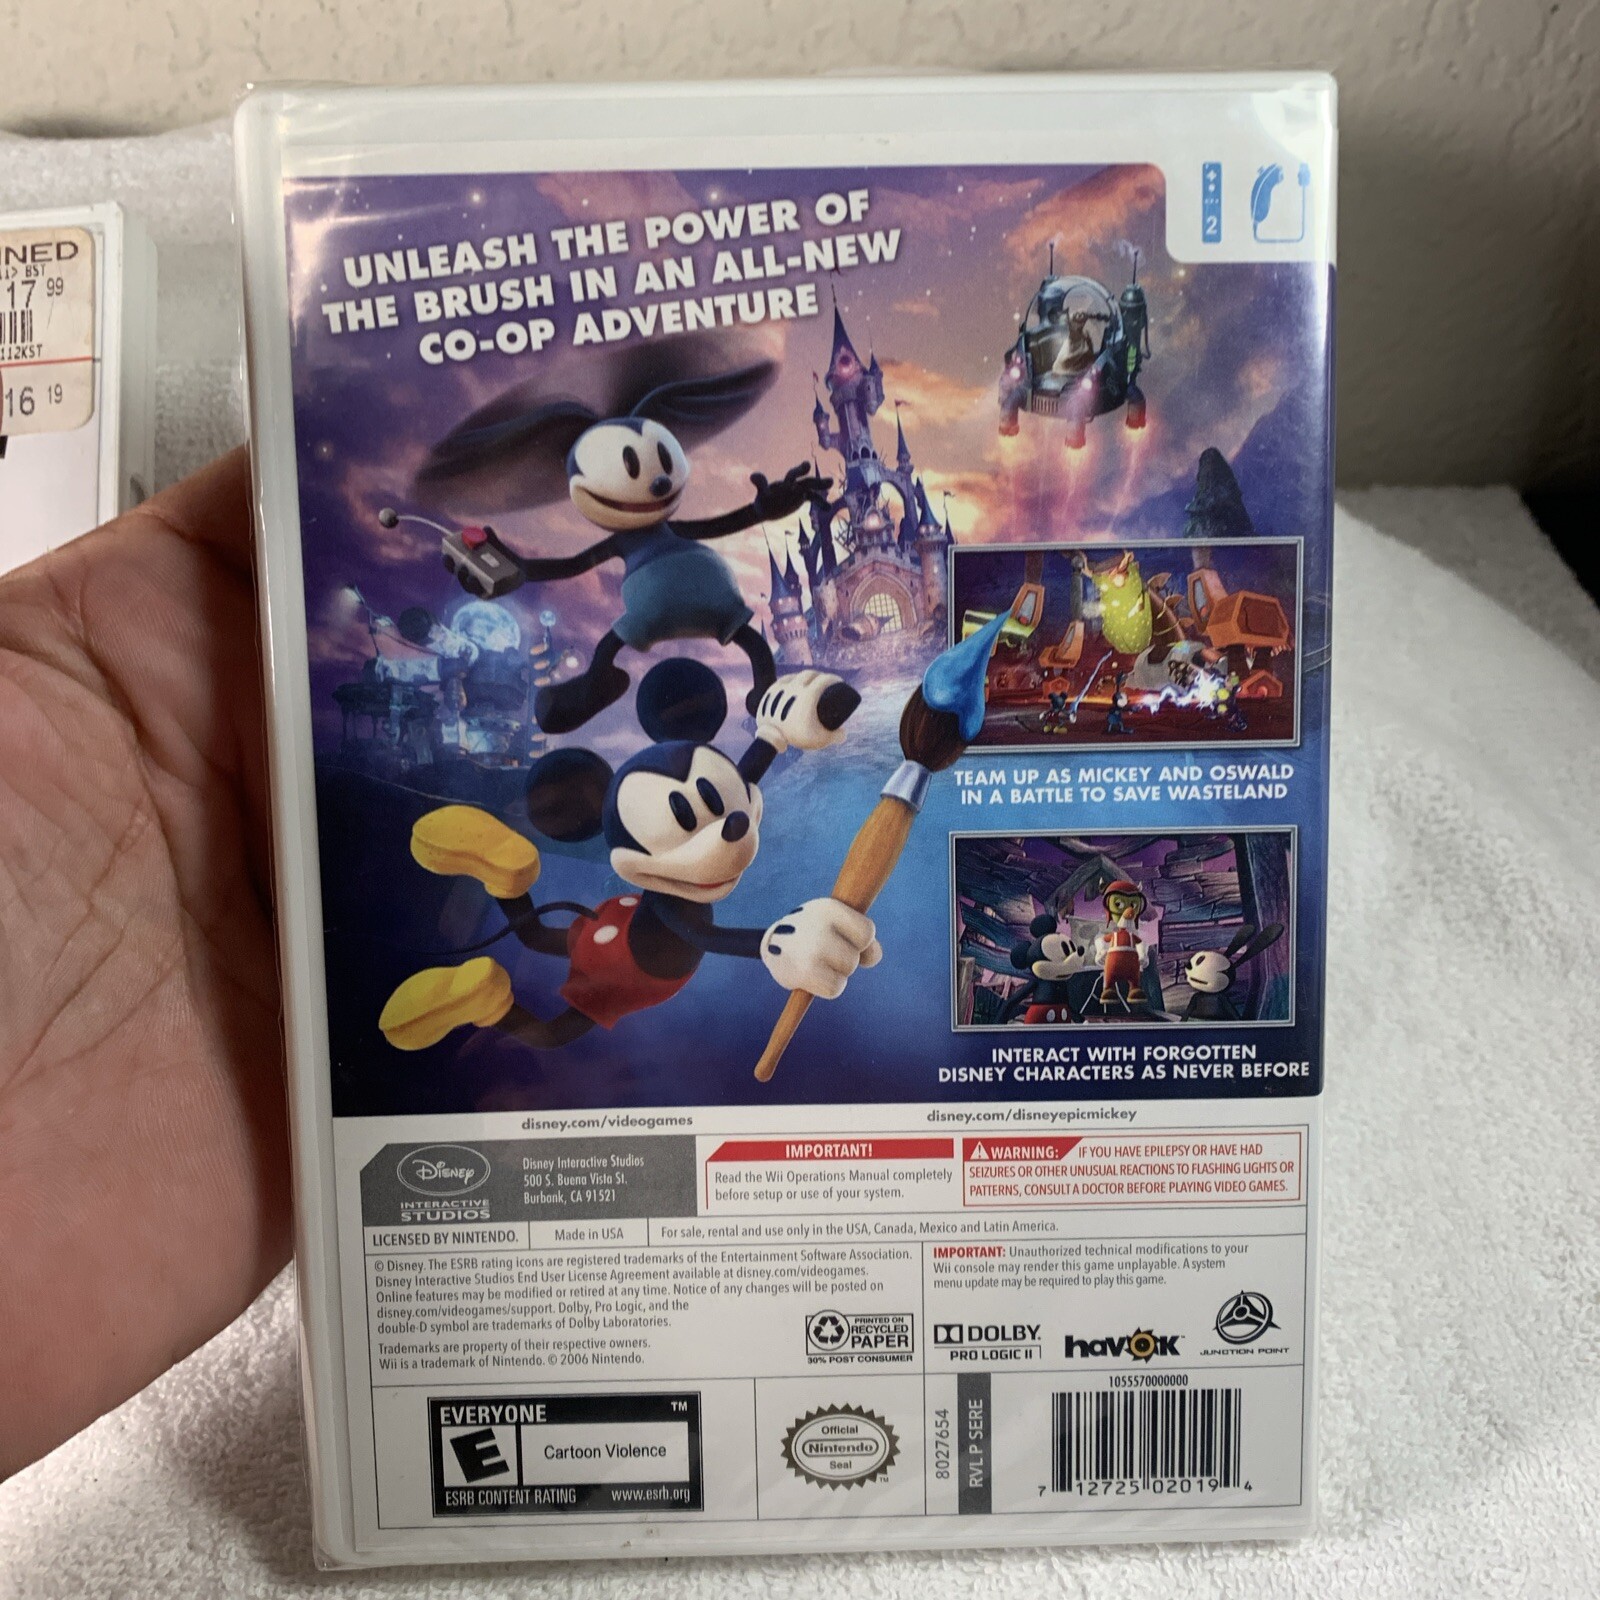 INED
BST
17 99
112KST
16 19
2
UNLEASH THE POWER OF
THE BRUSH IN AN ALL-NEW
CO-OP ADVENTURE
TEAM UP AS MICKEY AND OSWALD
IN A BATTLE TO SAVE WASTELAND
INTERACT WITH FORGOTTEN
DISNEY CHARACTERS AS NEVER BEFORE
disney.com/videogames
disney.com/disneyepicmickey
Disney
INTERACTIVE
STUDIOS
Disney Interactive Studios
500 S. Buena Vista St.
Burbank, CA 91521
IMPORTANT!
Read the Wii Operations Manual completely
before setup or use of your system.
WARNING: IF YOU HAVE EPILEPSY OR HAVE HAD
SEIZURES OR OTHER UNUSUAL REACTIONS TO FLASHING LIGHTS OR
PATTERNS, CONSULT A DOCTOR BEFORE PLAYING VIDEO GAMES.
LICENSED BY NINTENDO.
Made in USA
For sale, rental and use only in the USA, Canada, Mexico and Latin America.
© Disney. The ESRB rating icons are registered trademarks of the Entertainment Software Association.
Disney Interactive Studios End User License Agreement available at disney.com/videogames.
Online features may be modified or retired at any time. Notice of any changes will be posted on
disney.com/videogames/support. Dolby, Pro Logic, and the
double-D symbol are trademarks of Dolby Laboratories.
Trademarks are property of their respective owners.
Wii is a trademark of Nintendo. © 2006 Nintendo.
PRINTED ON
RECYCLED
PAPER
30% POST CONSUMER
IMPORTANT: Unauthorized technical modifications to your
Wii console may render this game unplayable. A system
menu update may be required to play this game.
DOLBY.
PRO LOGIC II
havok™
JUNCTION POINT
EVERYONE ™
E
Cartoon Violence
ESRB CONTENT RATING www.esrb.org
Official
Nintendo
Seal
™
8027654
RVL P SERE
1055570000000
7 12725 02019 4